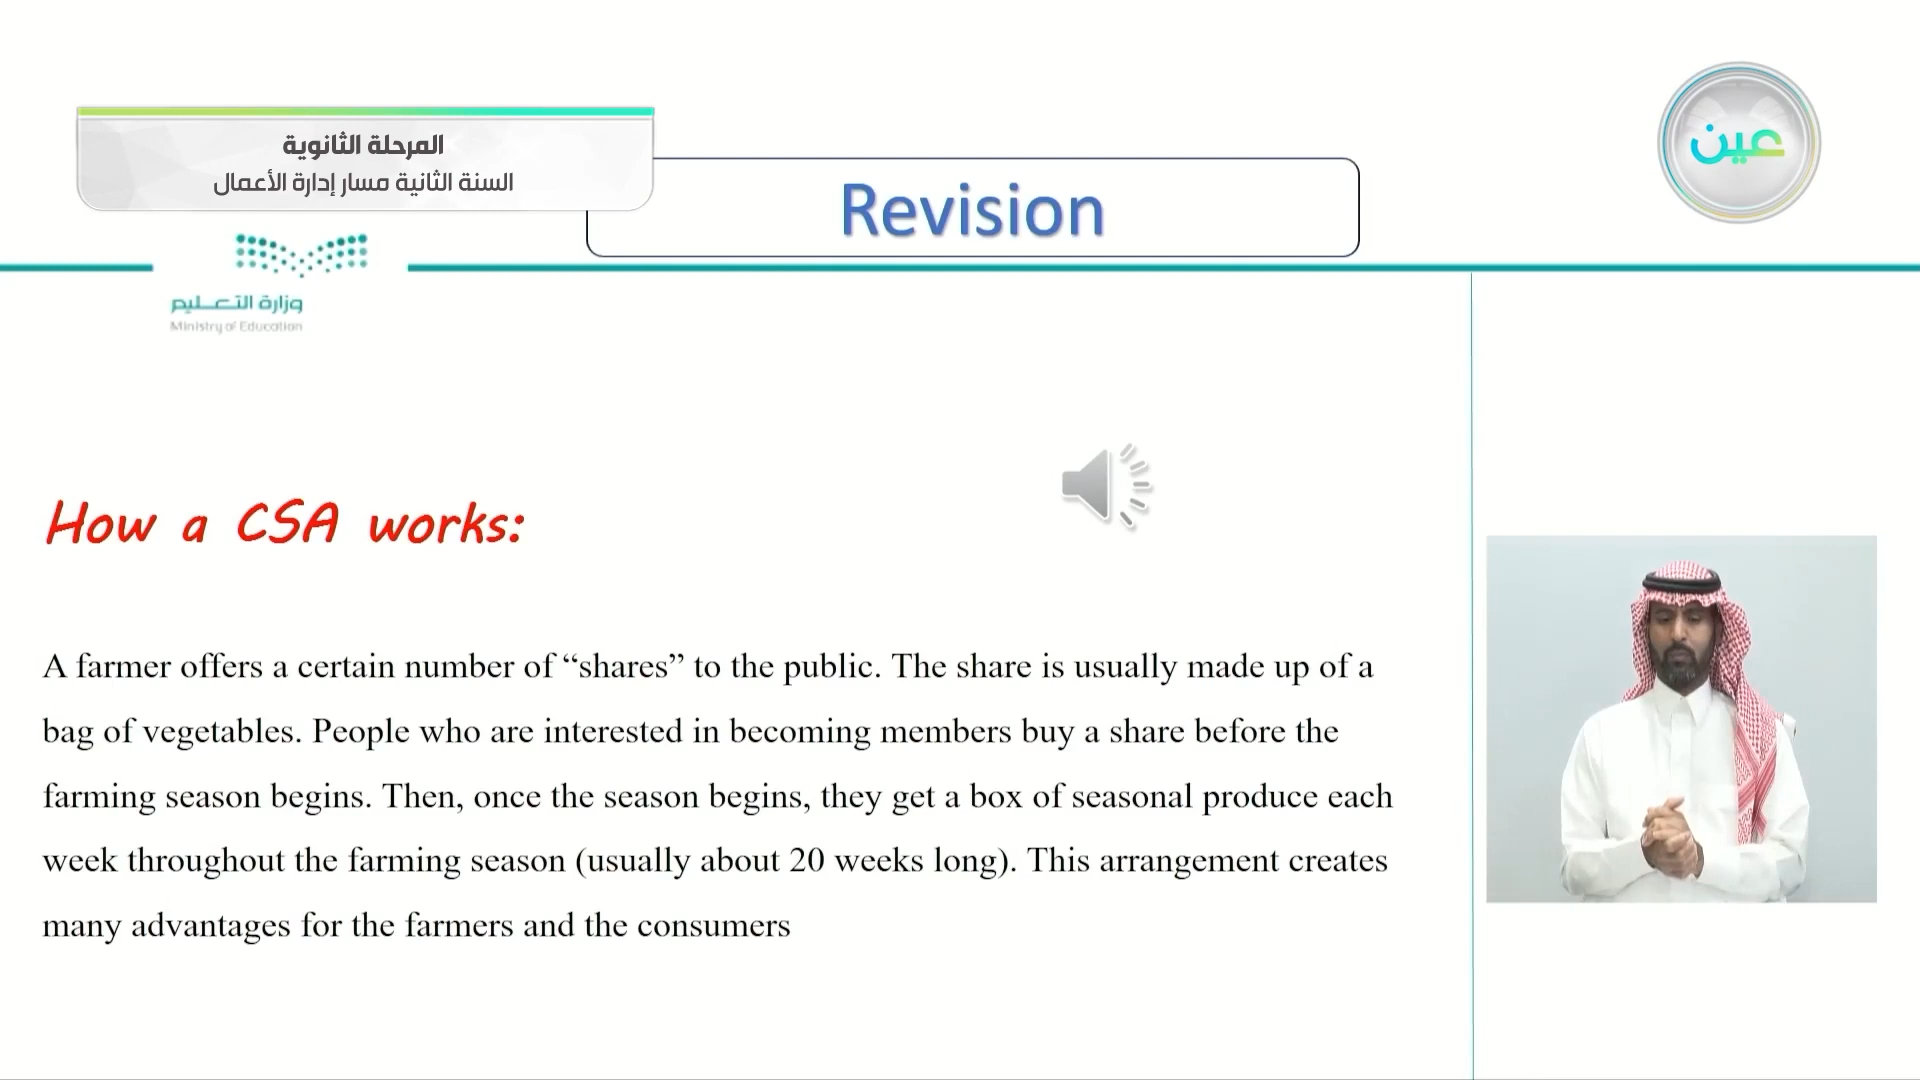 المرحلة الثانوية
السنة الثانية مسار إدارة الأعمال
عين
Revision
وزارة التعليم
Ministry of Education
How a CSA works:
A farmer offers a certain number of “shares” to the public. The share is usually made up of a
bag of vegetables. People who are interested in becoming members buy a share before the
farming season begins. Then, once the season begins, they get a box of seasonal produce each
week throughout the farming season (usually about 20 weeks long). This arrangement creates
many advantages for the farmers and the consumers